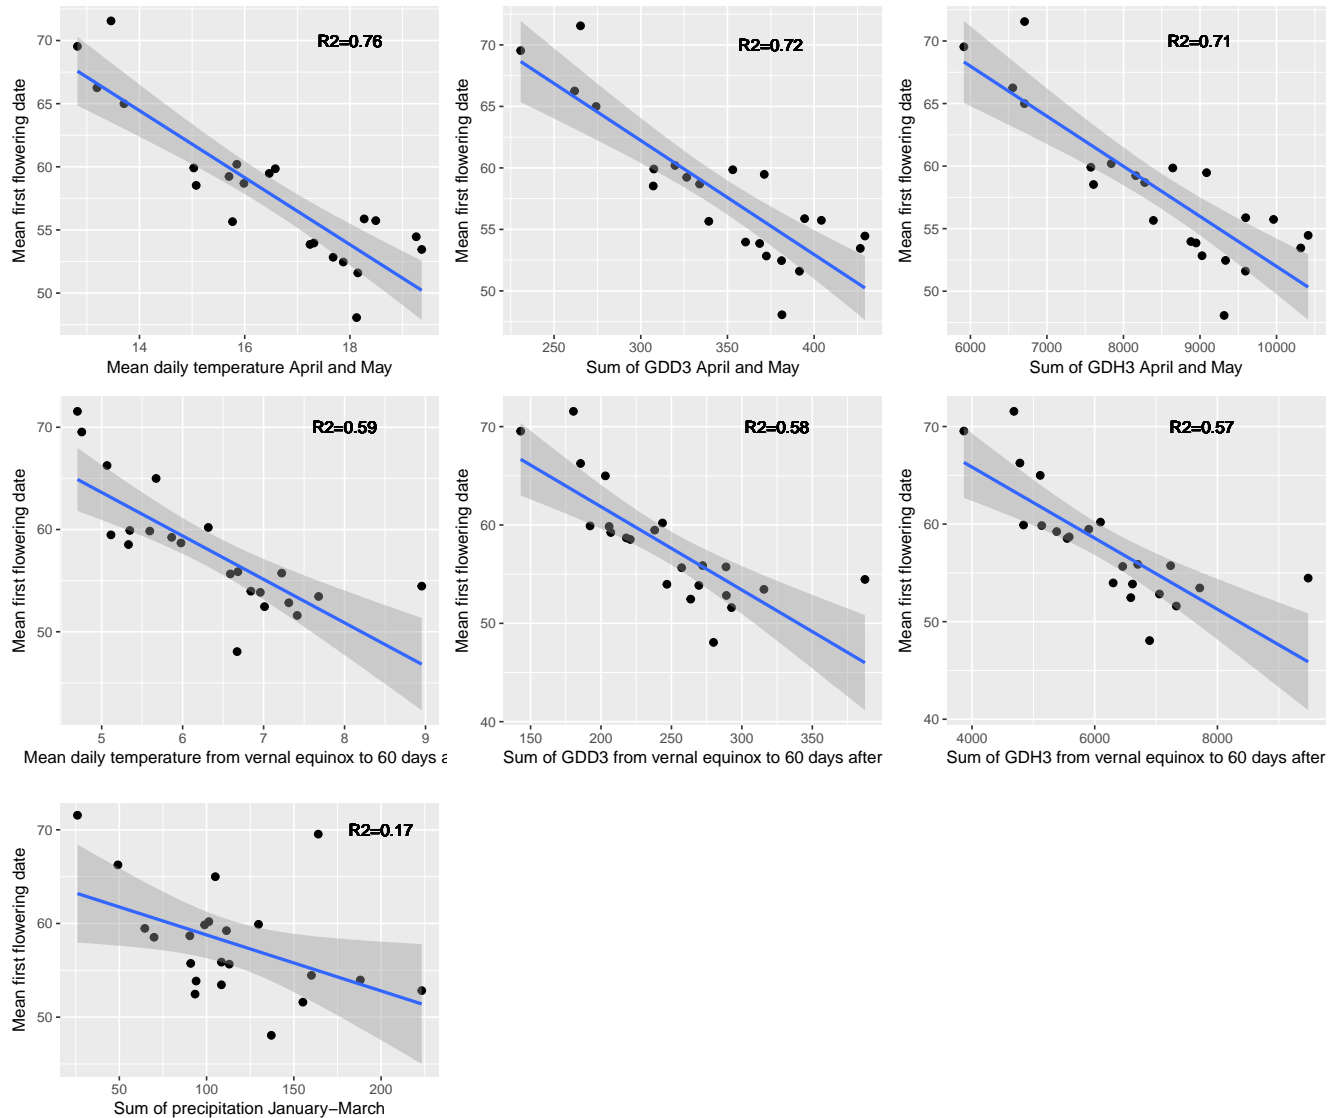 R2=0.76
70
65
60
55
50
14
16
18
Mean first flowering date
Mean daily temperature April and May
R2=0.72
70
65
60
55
50
250
300
350
400
Mean first flowering date
Sum of GDD3 April and May
R2=0.71
70
65
60
55
50
6000
7000
8000
9000
10000
Mean first flowering date
Sum of GDH3 April and May
R2=0.59
70
60
50
5
6
7
8
9
Mean first flowering date
Mean daily temperature from vernal equinox to 60 days a
R2=0.58
70
60
50
40
150
200
250
300
350
Mean first flowering date
Sum of GDD3 from vernal equinox to 60 days after
R2=0.57
70
60
50
40
4000
6000
8000
Mean first flowering date
Sum of GDH3 from vernal equinox to 60 days after
R2=0.17
70
60
50
50
100
150
200
Mean first flowering date
Sum of precipitation January−March